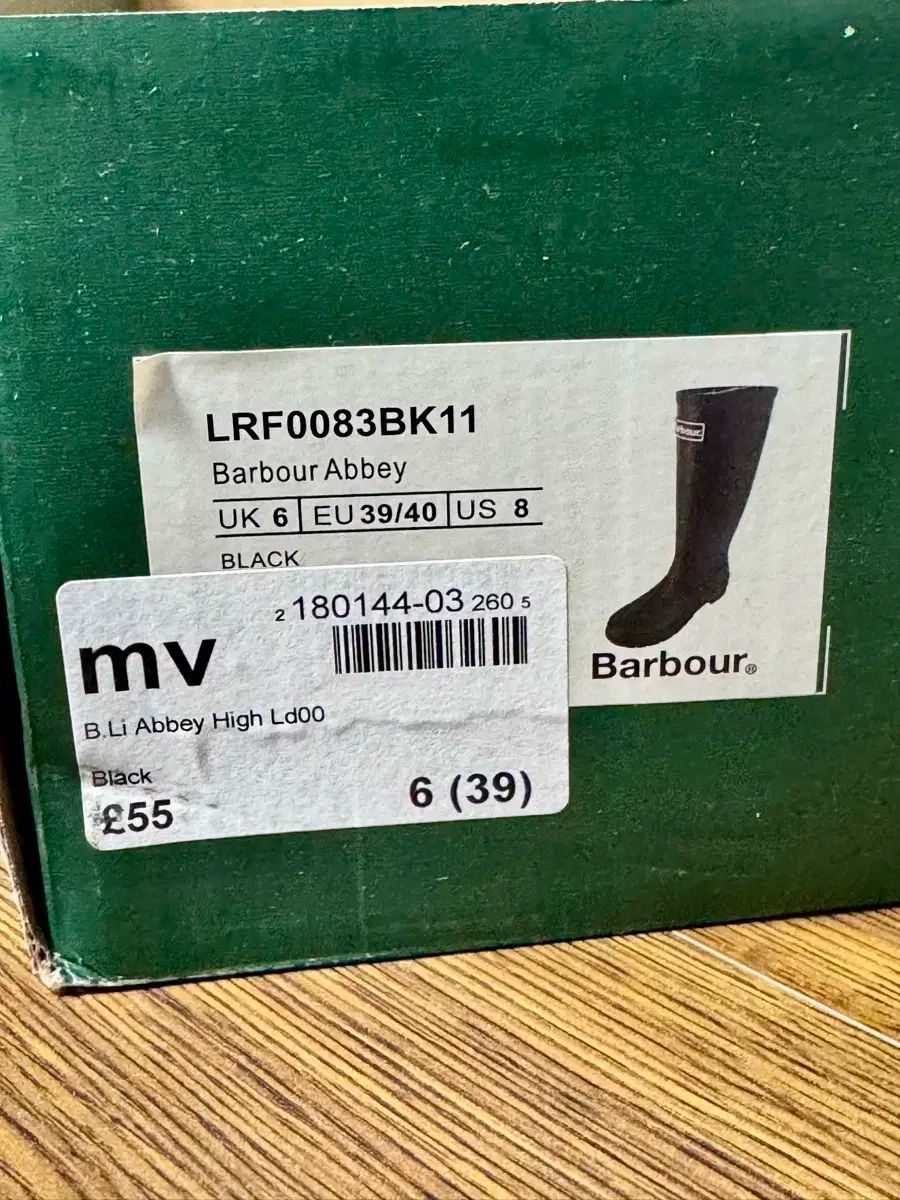 LRF0083BK11
Barbour Abbey
UK 6 EU 39/40 US 8
BLACK
Barbour®
2 180144-03 260 5
mv
B.Li Abbey High Ld00
Black
£55
6 (39)